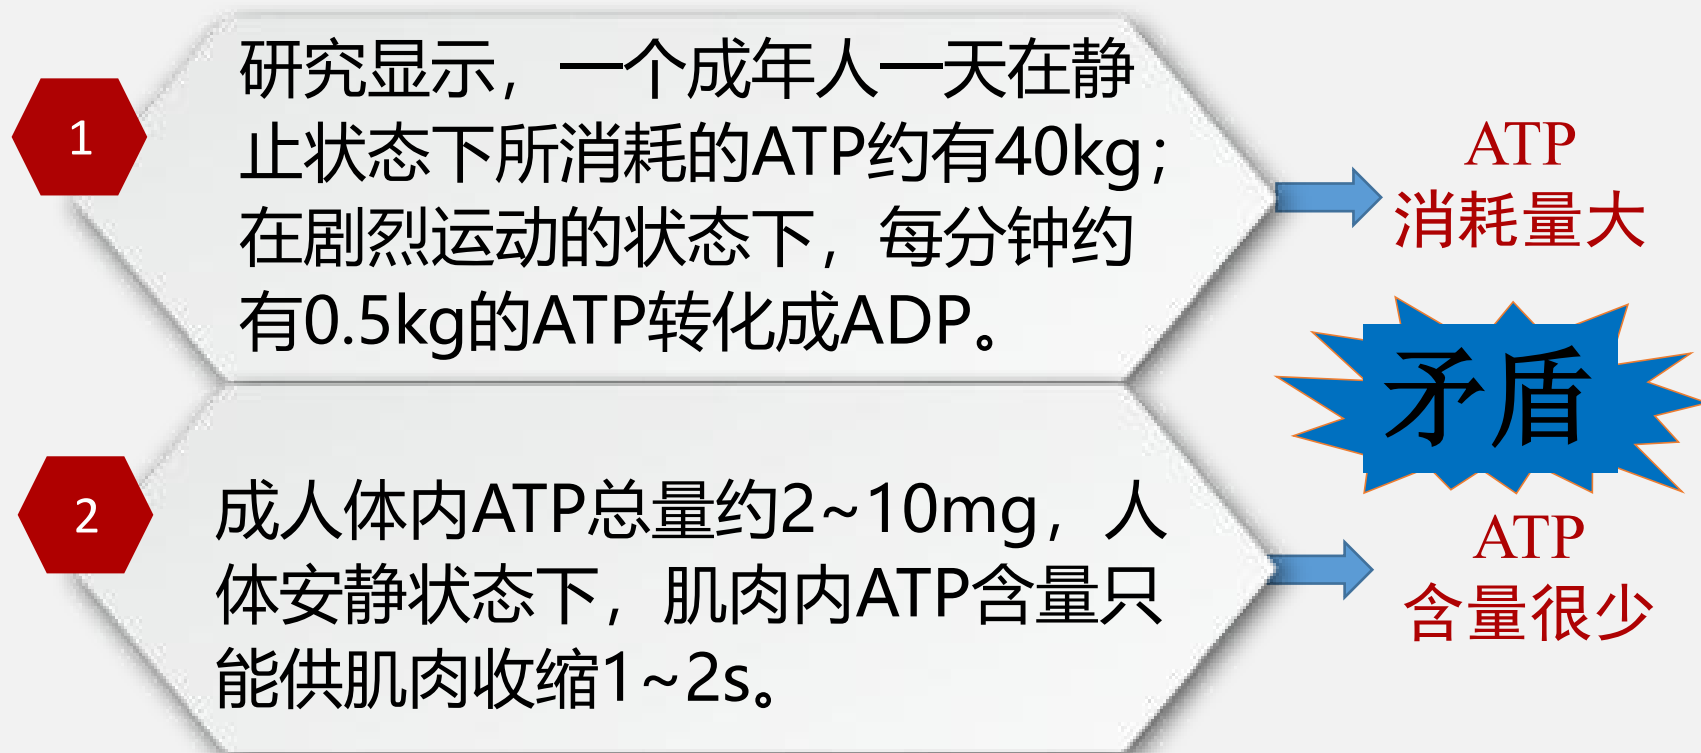 1
研究显示，一个成年人一天在静
止状态下所消耗的ATP约有40kg；
在剧烈运动的状态下，每分钟约
有0.5kg的ATP转化成ADP。
ATP
消耗量大
矛盾
2
成人体内ATP总量约2~10mg，人
体安静状态下，肌肉内ATP含量只
能供肌肉收缩1~2s。
ATP
含量很少